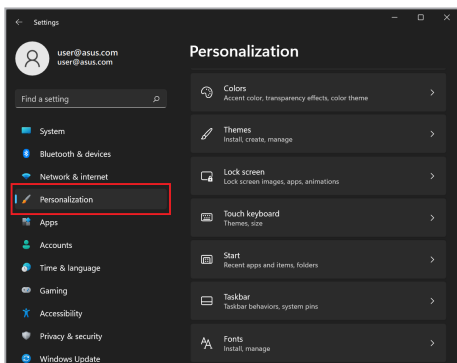 Settings
user@asus.com
user@asus.com
Find a setting
System
Bluetooth & devices
Network & internet
Personalization
Apps
Accounts
Time & language
Gaming
Accessibility
Privacy & security
Windows Update
Personalization
Colors
Accent color, transparency effects, color theme
Themes
Install, create, manage
Lock screen
Lock screen images, apps, animations
Touch keyboard
Themes, size
Start
Recent apps and items, folders
Taskbar
Taskbar behaviors, system pins
Fonts
Install, manage